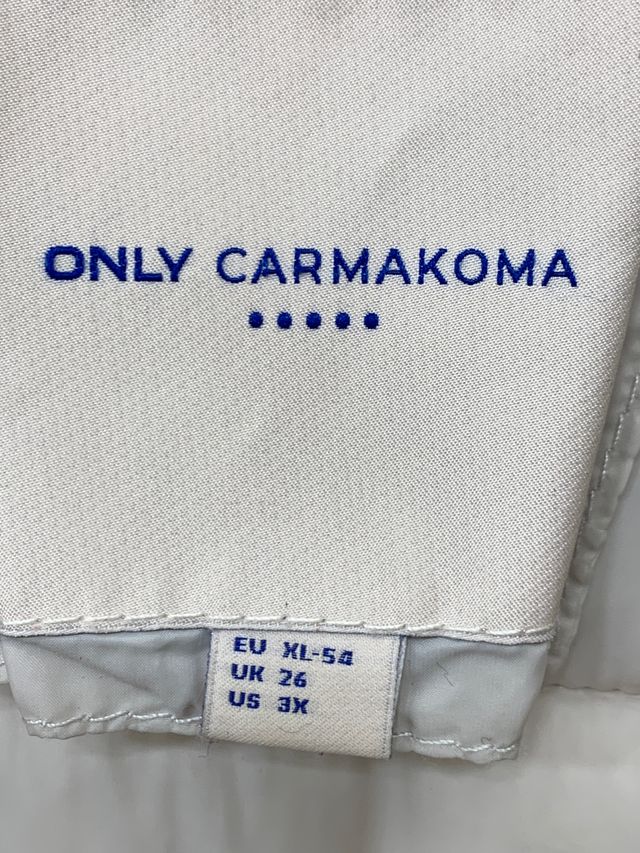 ONLY CARMAKOMA
EU XL-54
UK 26
US 3X